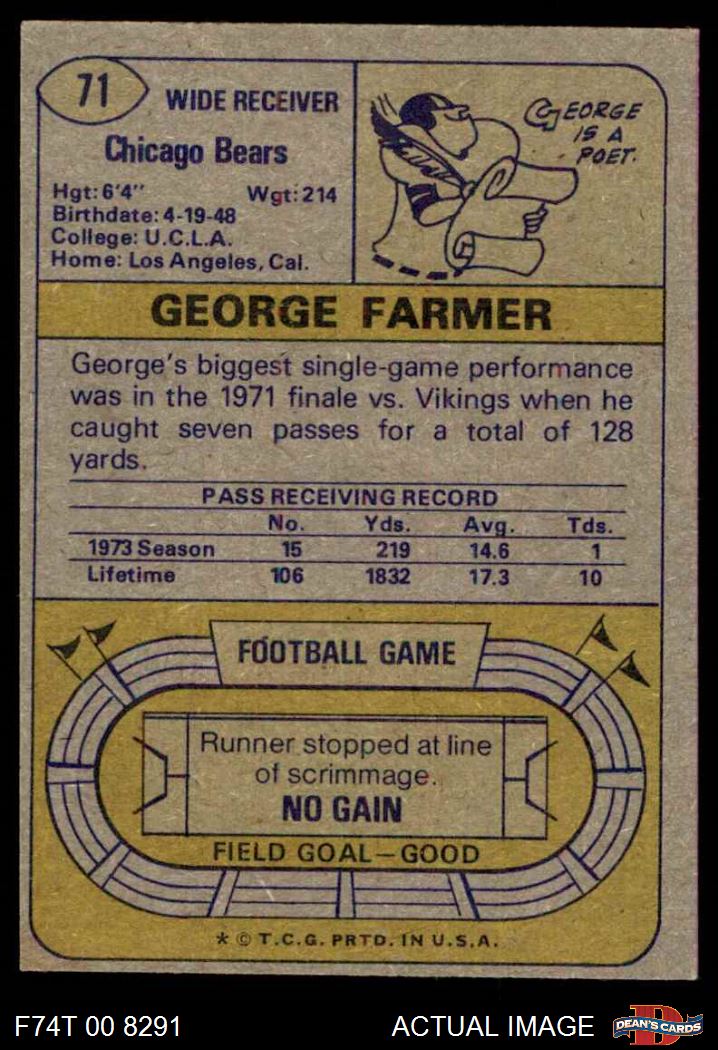 71
WIDE RECEIVER
Chicago Bears
Hgt: 6'4" Wgt: 214
Birthdate: 4-19-48
College: U.C.L.A.
Home: Los Angeles, Cal.
GEORGE
IS A
POET.
GEORGE FARMER
George's biggest single-game performance
was in the 1971 finale vs. Vikings when he
caught seven passes for a total of 128
yards.
PASS RECEIVING RECORD
No. Yds. Avg. Tds.
1973 Season 15 219 14.6 1
Lifetime 106 1832 17.3 10
FOOTBALL GAME
Runner stopped at line
of scrimmage.
NO GAIN
FIELD GOAL—GOOD
* © T.C.G. PRTD. IN U.S.A.
F74T 00 8291 ACTUAL IMAGE DEAN'S CARDS